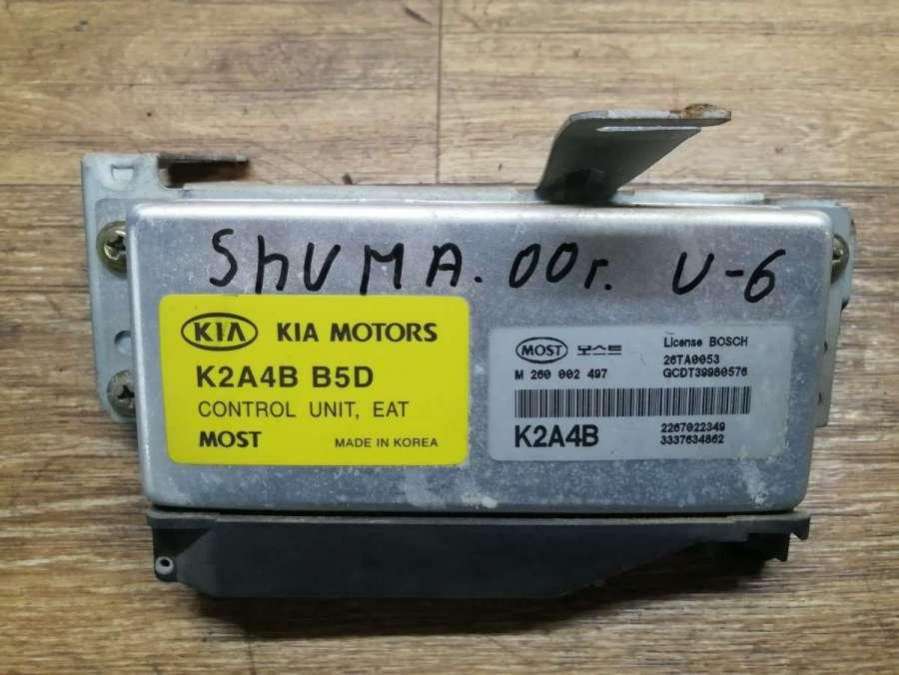 ShUMA. 00г. U-6
KIA KIA MOTORS
K2A4B B5D
CONTROL UNIT, EAT
MOST MADE IN KOREA
MOST 모스트 License BOSCH
26TA0053
M 260 002 497 GCDT39980576
K2A4B 2267022349
3337634862